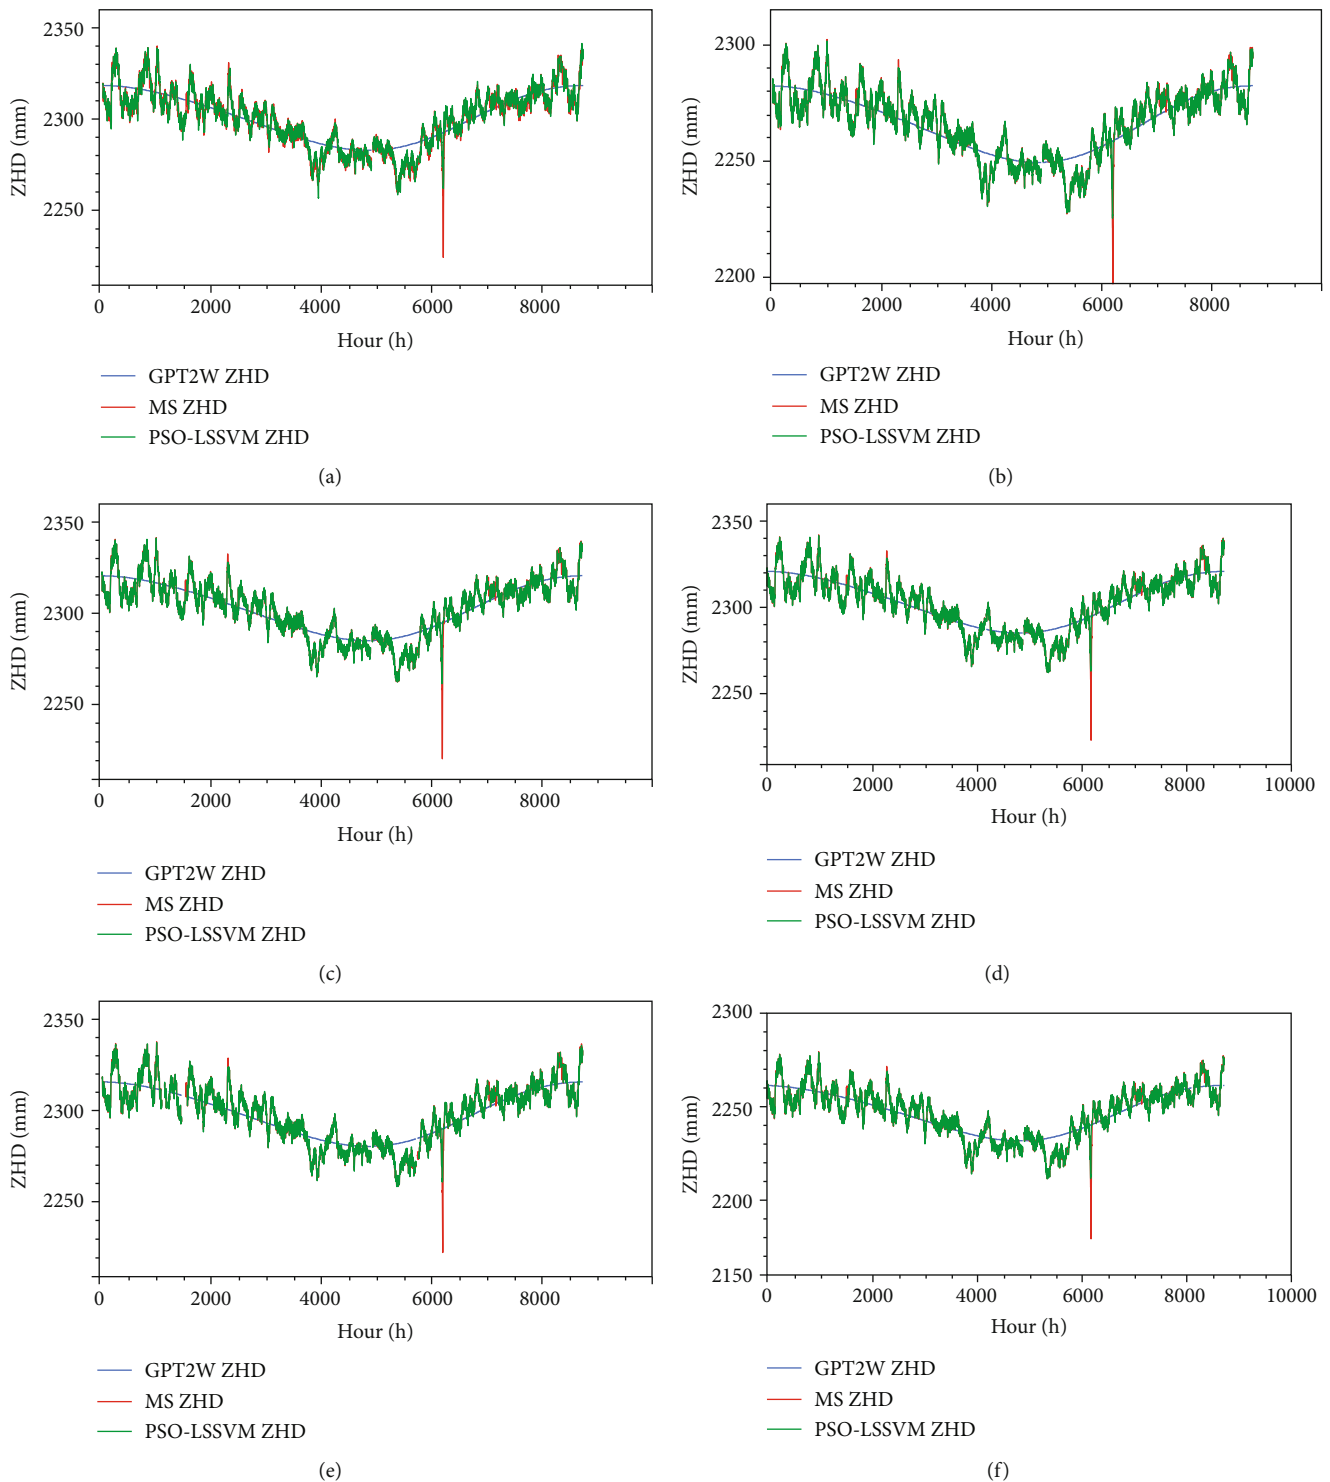 2350
2300
2250
ZHD (mm)
0 2000 4000 6000 8000
Hour (h)
GPT2W ZHD
MS ZHD
PSO-LSSVM ZHD
(a)
2300
2250
2200
ZHD (mm)
0 2000 4000 6000 8000
Hour (h)
GPT2W ZHD
MS ZHD
PSO-LSSVM ZHD
(b)
2350
2300
2250
ZHD (mm)
0 2000 4000 6000 8000
Hour (h)
GPT2W ZHD
MS ZHD
PSO-LSSVM ZHD
(c)
2350
2300
2250
ZHD (mm)
0 2000 4000 6000 8000 10000
Hour (h)
GPT2W ZHD
MS ZHD
PSO-LSSVM ZHD
(d)
2350
2300
2250
ZHD (mm)
0 2000 4000 6000 8000
Hour (h)
GPT2W ZHD
MS ZHD
PSO-LSSVM ZHD
(e)
2300
2250
2200
2150
ZHD (mm)
0 2000 4000 6000 8000 10000
Hour (h)
GPT2W ZHD
MS ZHD
PSO-LSSVM ZHD
(f)